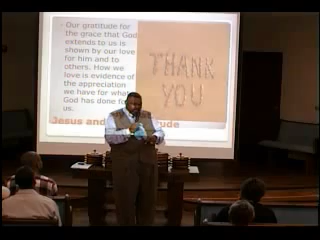 Our gratitude for
the grace that God
extends to us is
shown by our love
for him and to
others. How we
love is evidence of
the appreciation
we have for what
God has done for
us.
THANK
YOU
Jesus and